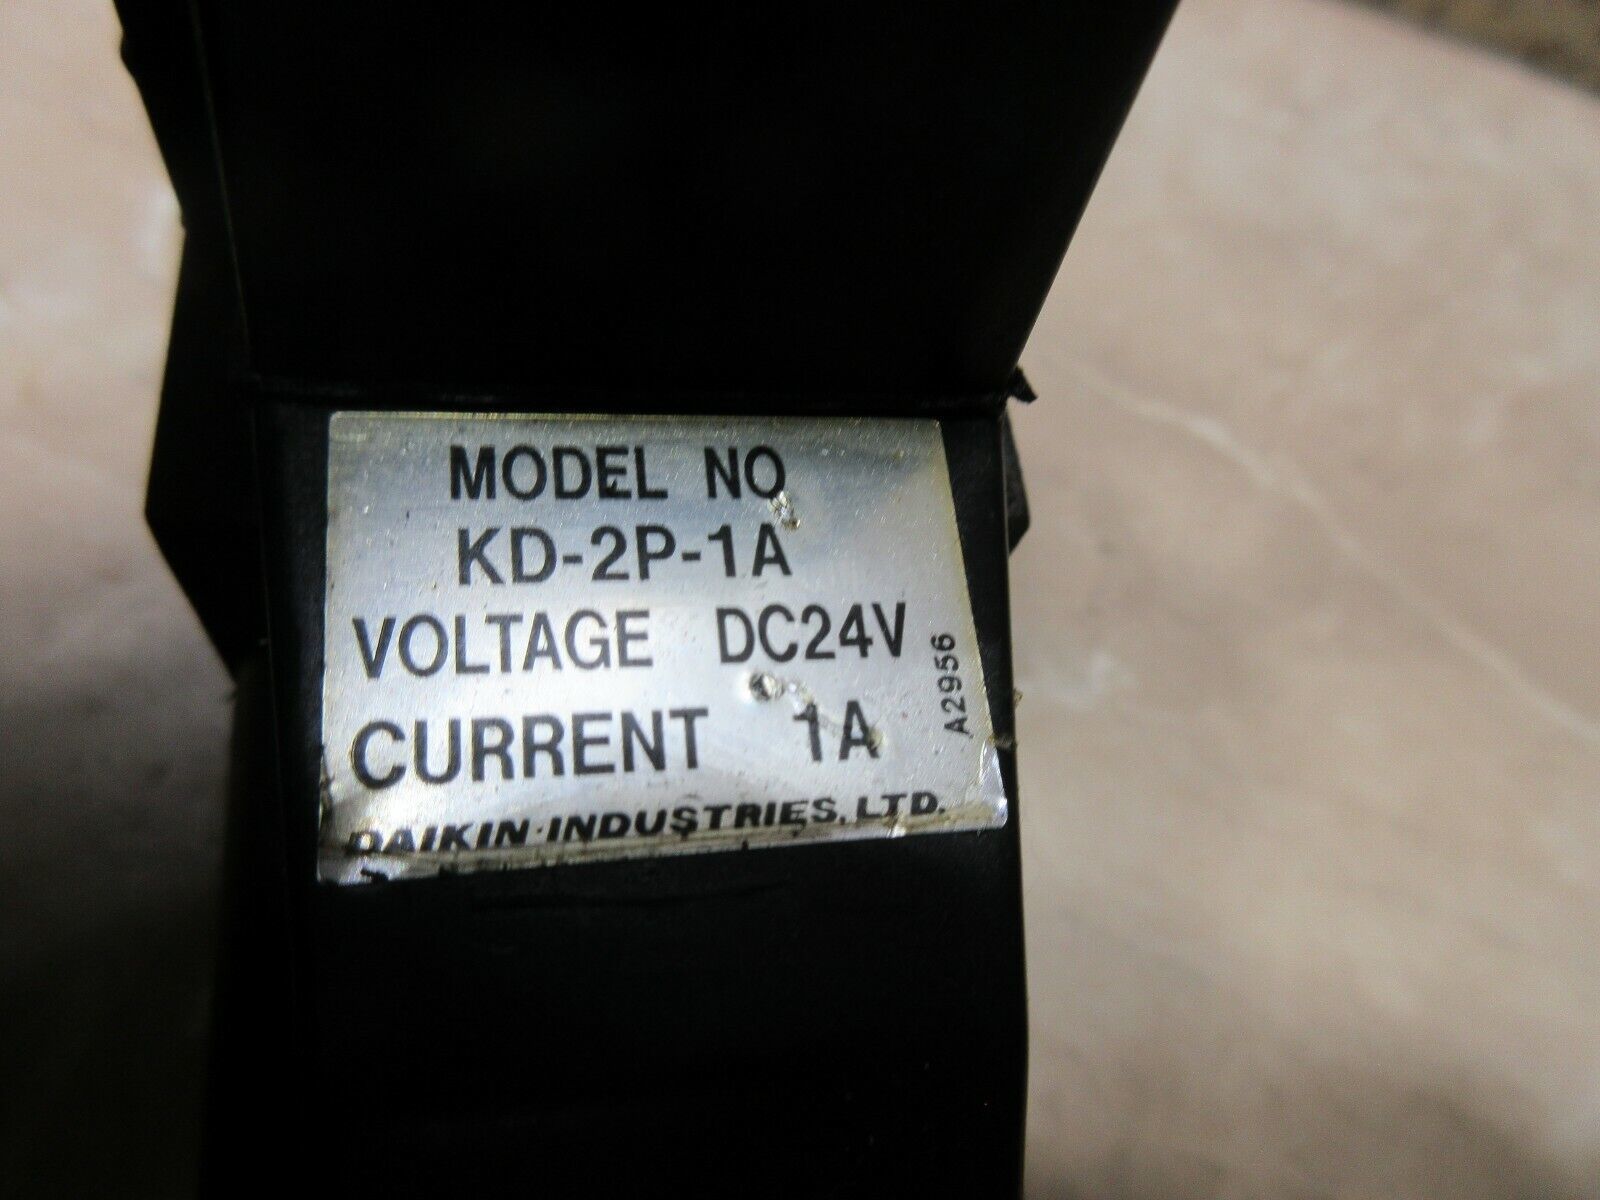 MODEL NO
KD-2P-1A
VOLTAGE DC24V
CURRENT 1A
DAIKIN INDUSTRIES, LTD.
A2956